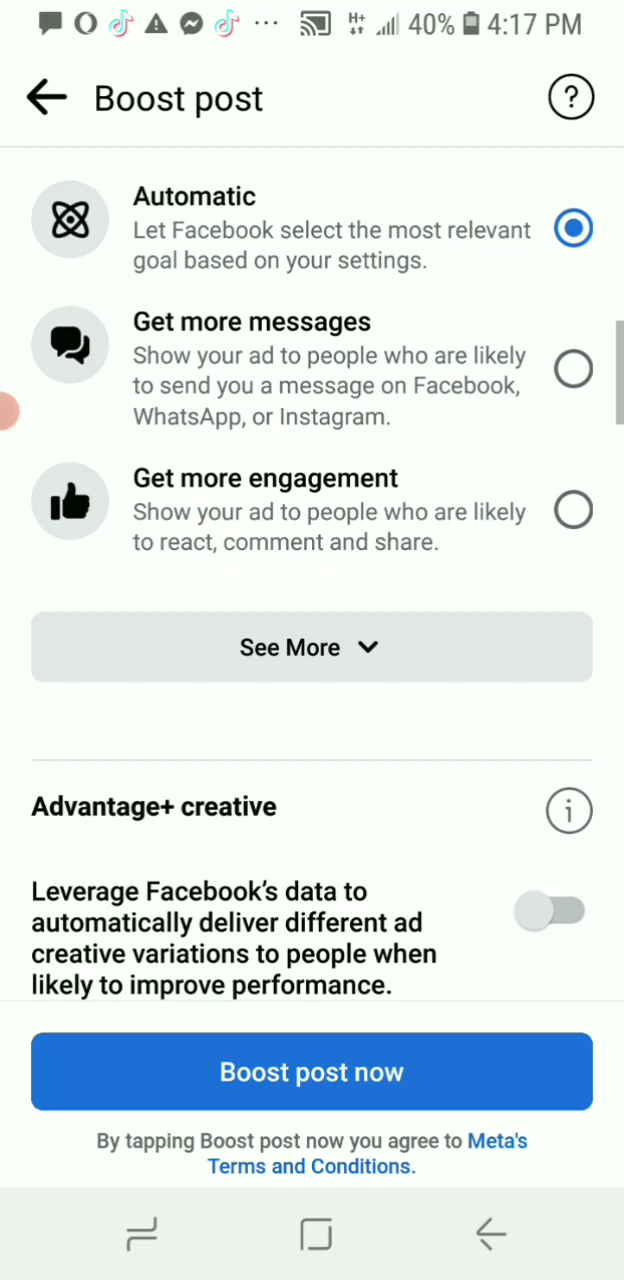 H+ 40% 4:17 PM
Boost post ?
Automatic
Let Facebook select the most relevant
goal based on your settings.
Get more messages
Show your ad to people who are likely
to send you a message on Facebook,
WhatsApp, or Instagram.
Get more engagement
Show your ad to people who are likely
to react, comment and share.
See More
Advantage+ creative i
Leverage Facebook's data to
automatically deliver different ad
creative variations to people when
likely to improve performance.
Boost post now
By tapping Boost post now you agree to Meta's
Terms and Conditions.